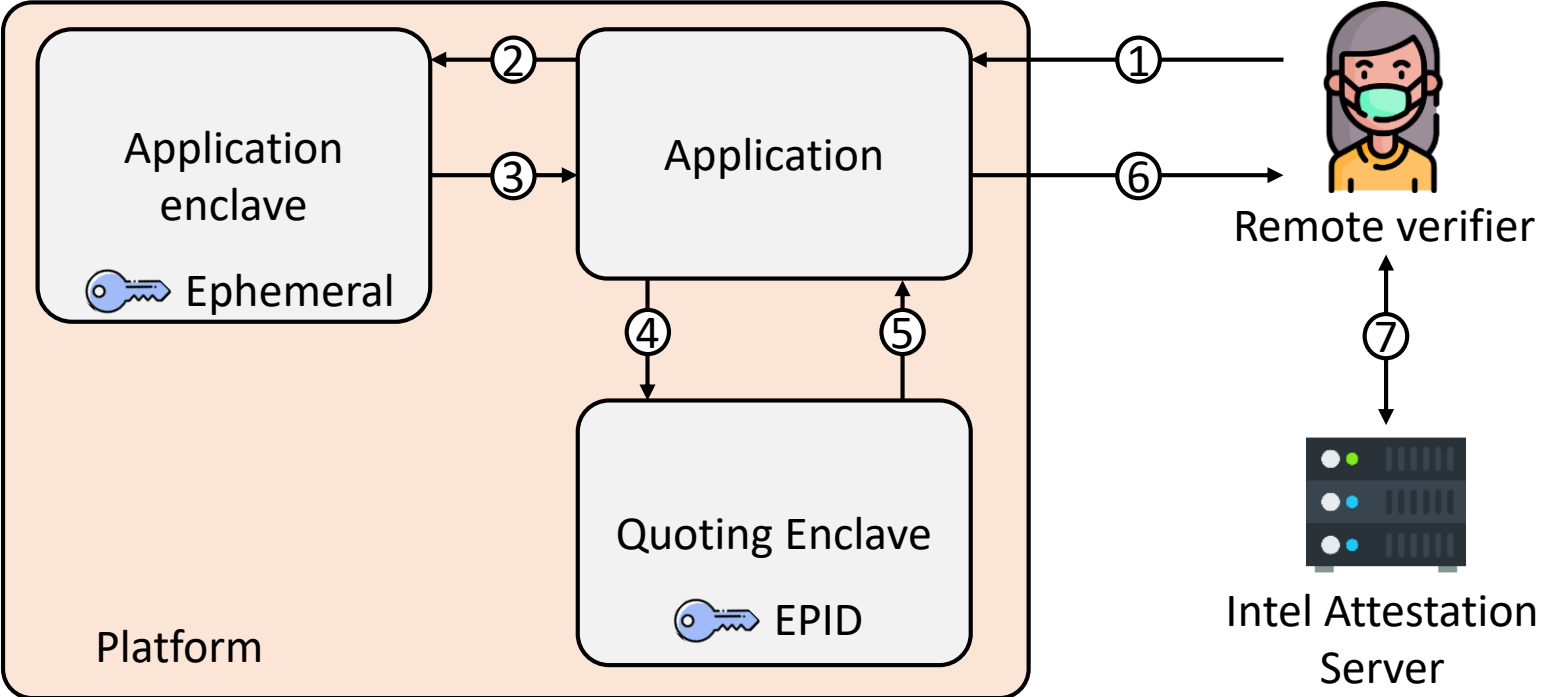 2
1
Application
enclave
Application
3
6
Remote verifier
Ephemeral
4
5
7
Quoting Enclave
EPID
Platform
Intel Attestation
Server